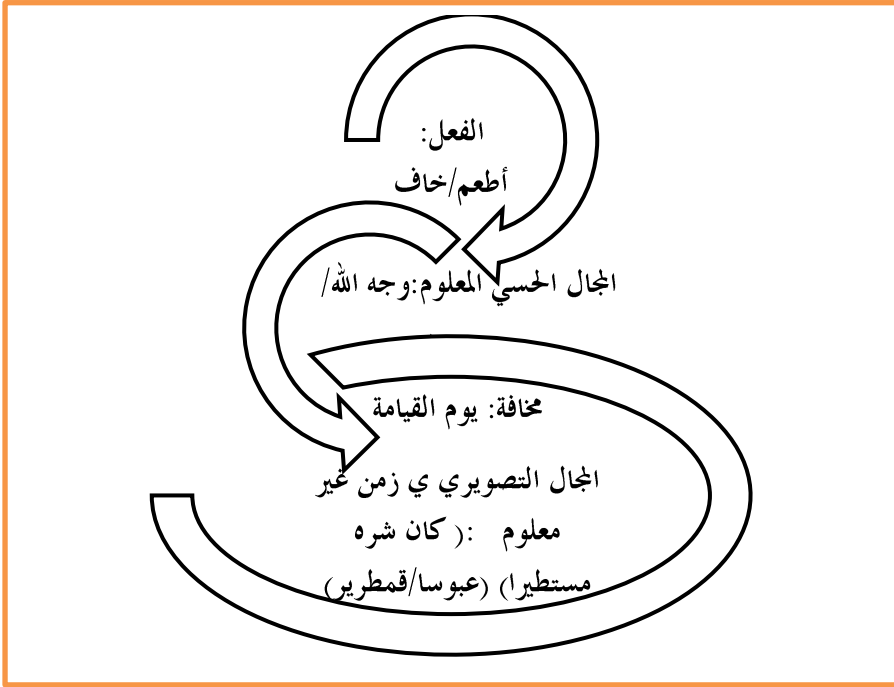 الفعل:
أطعم/خاف
المجال الحسي المعلوم:وجه الله/
مخافة: يوم القيامة
المجال التصويري ي زمن غير
معلوم :( كان شره
مستطيرا) (عبوسا/قمطرير)